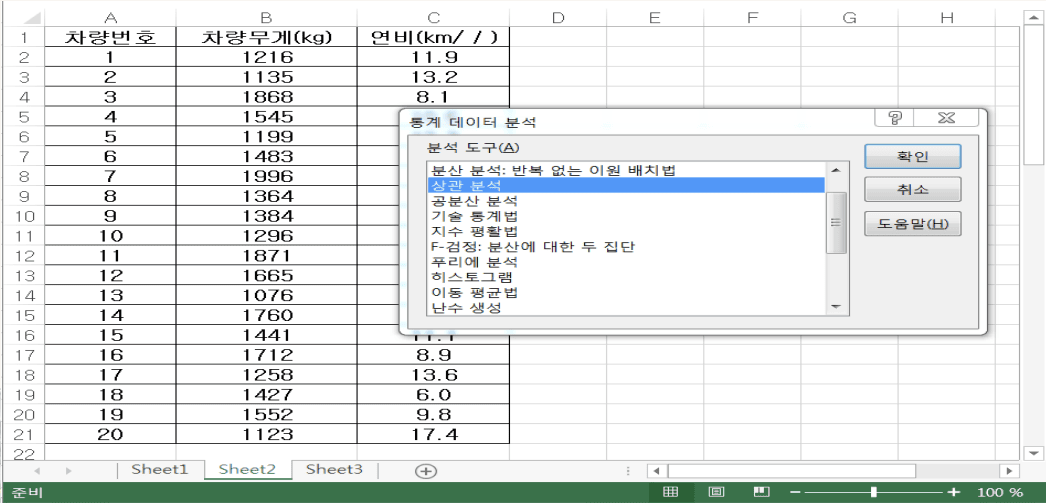 A B C D E F G H
1 차량번호 차량무게(kg) 연비(km/ / )
2 1 1216 11.9
3 2 1135 13.2
4 3 1868 8.1
5 4 1545
6 5 1199
7 6 1483
8 7 1996
9 8 1364
10 9 1384
11 10 1296
12 11 1871
13 12 1665
14 13 1076
15 14 1760
16 15 1441 11.1
17 16 1712 8.9
18 17 1258 13.6
19 18 1427 6.0
20 19 1552 9.8
21 20 1123 17.4
22
통계 데이터 분석
분석 도구(A)
분산 분석: 반복 없는 이원 배치법
상관 분석
공분산 분석
기술 통계법
지수 평활법
F-검정: 분산에 대한 두 집단
푸리에 분석
히스토그램
이동 평균법
난수 생성
확인
취소
도움말(H)
Sheet1 Sheet2 Sheet3
준비 100 %